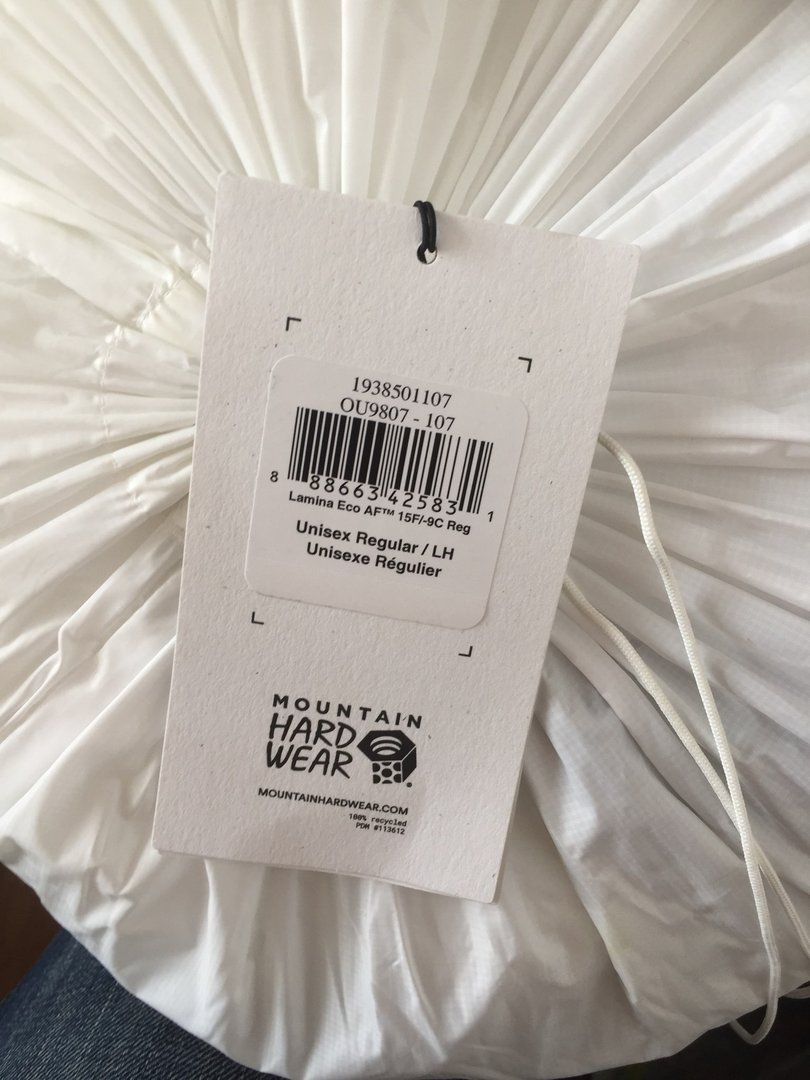 1938501107
OU9807 - 107
8 88663 42583 1
Lamina Eco AF™ 15F/-9C Reg
Unisex Regular / LH
Unisexe Régulier
MOUNTAIN
HARD
WEAR
MOUNTAINHARDWEAR.COM
100% recycled
PDM #113612